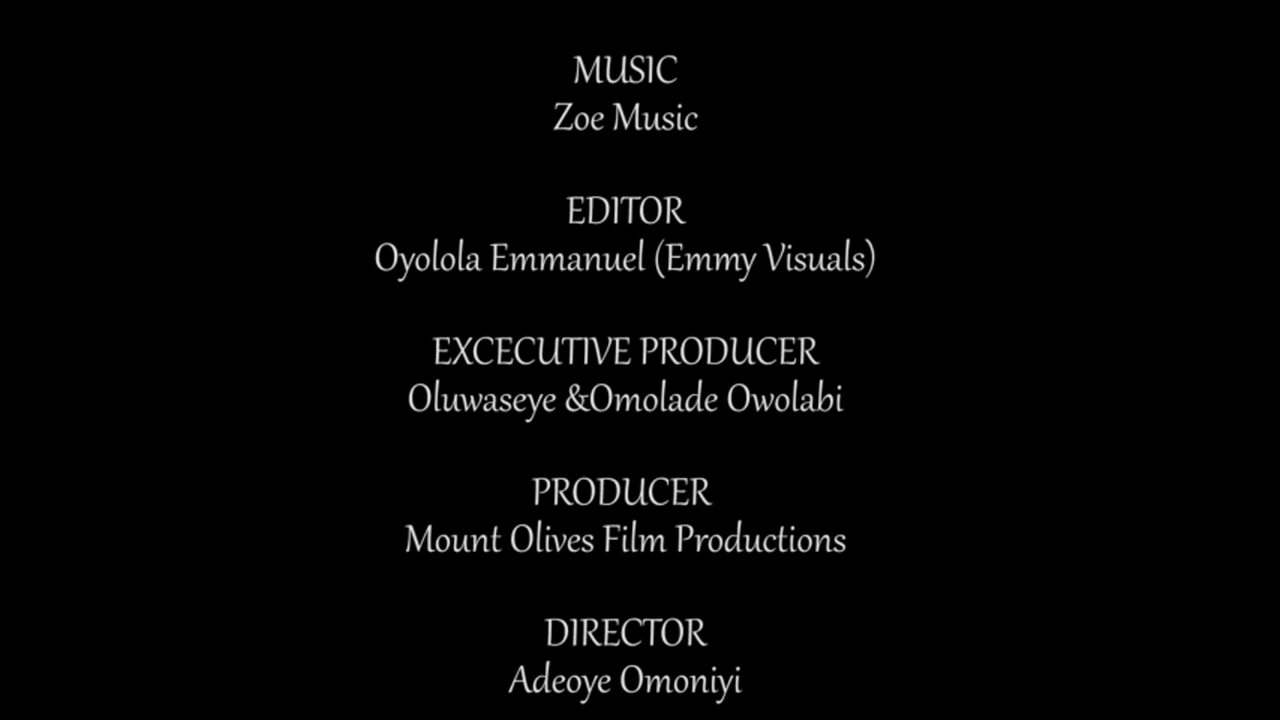 MUSIC
Zoe Music
EDITOR
Oyolola Emmanuel (Emmy Visuals)
EXCECUTIVE PRODUCER
Oluwaseye &Omolade Owolabi
PRODUCER
Mount Olives Film Productions
DIRECTOR
Adeoye Omoniyi